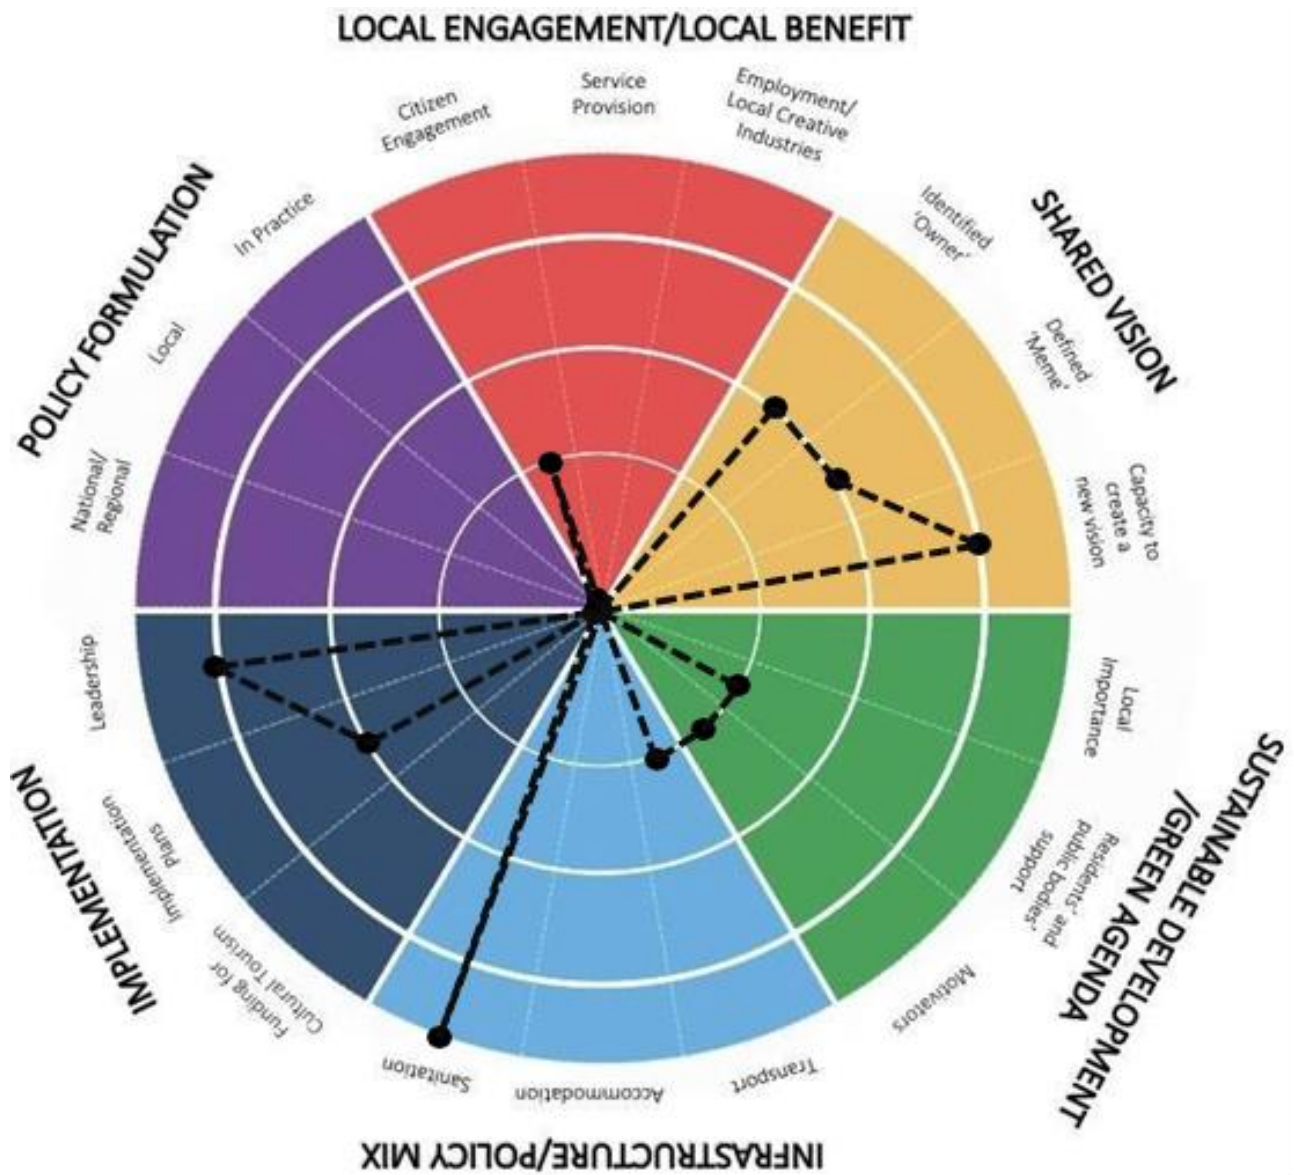 LOCAL ENGAGEMENT/LOCAL BENEFIT
Citizen
Engagement
Service
Provision
Employment/
Local Creative
Industries
SHARED VISION
Identified
'Owner'
Defined
'Meme'
Capacity to
create a
new vision
SUSTAINABLE DEVELOPMENT
/GREEN AGENDA
Local
Importance
Residents' and
public bodies'
support
Motivators
INFRASTRUCTURE/POLICY MIX
Transport
Accommodation
Sanitation
IMPLEMENTATION
Funding for
Cultural Tourism
Implementation
Plans
Leadership
POLICY FORMULATION
National/
Regional
Local
In Practice